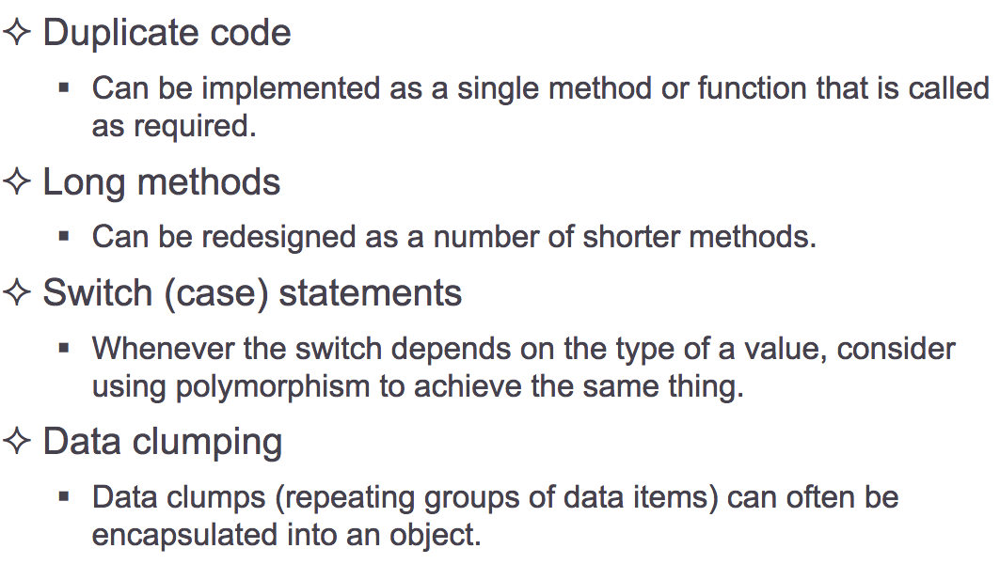 ✧ Duplicate code
▪ Can be implemented as a single method or function that is called
as required.
✧ Long methods
▪ Can be redesigned as a number of shorter methods.
✧ Switch (case) statements
▪ Whenever the switch depends on the type of a value, consider
using polymorphism to achieve the same thing.
✧ Data clumping
▪ Data clumps (repeating groups of data items) can often be
encapsulated into an object.